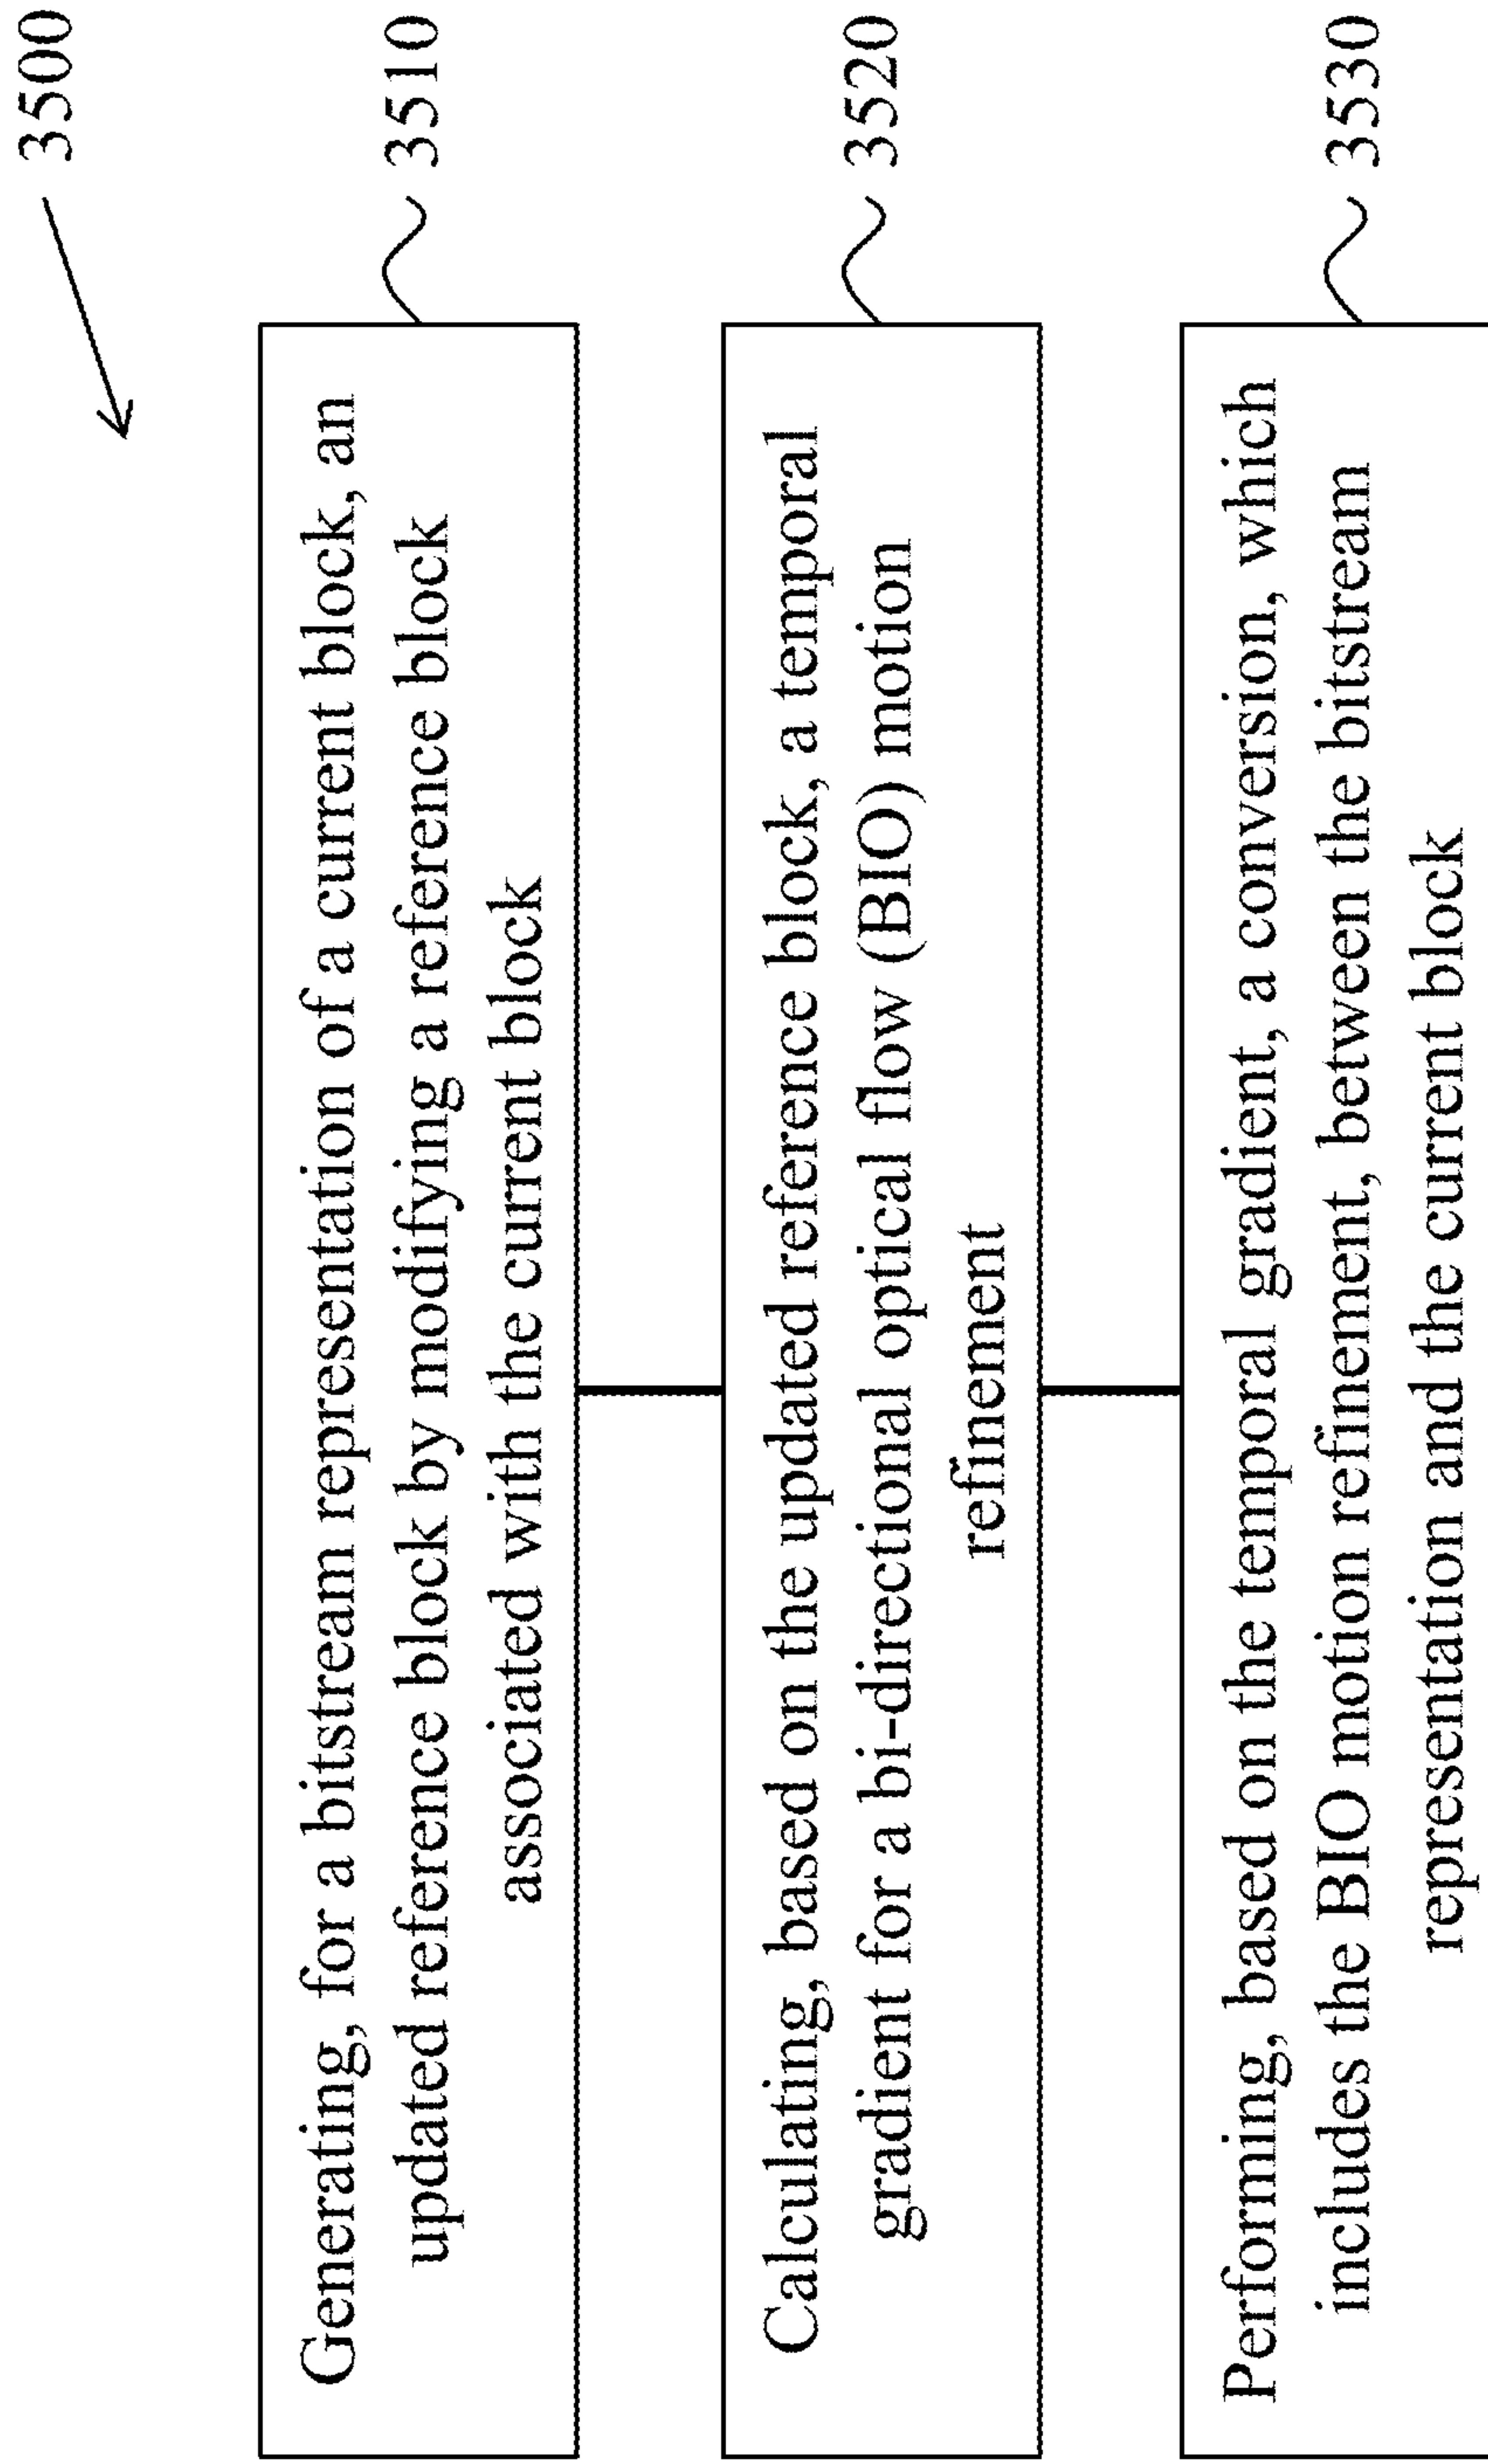 3500
Generating, for a bitstream representation of a current block, an
updated reference block by modifying a reference block
associated with the current block
3510
Calculating, based on the updated reference block, a temporal
gradient for a bi-directional optical flow (BIO) motion
refinement
3520
Performing, based on the temporal gradient, a conversion, which
includes the BIO motion refinement, between the bitstream
representation and the current block
3530